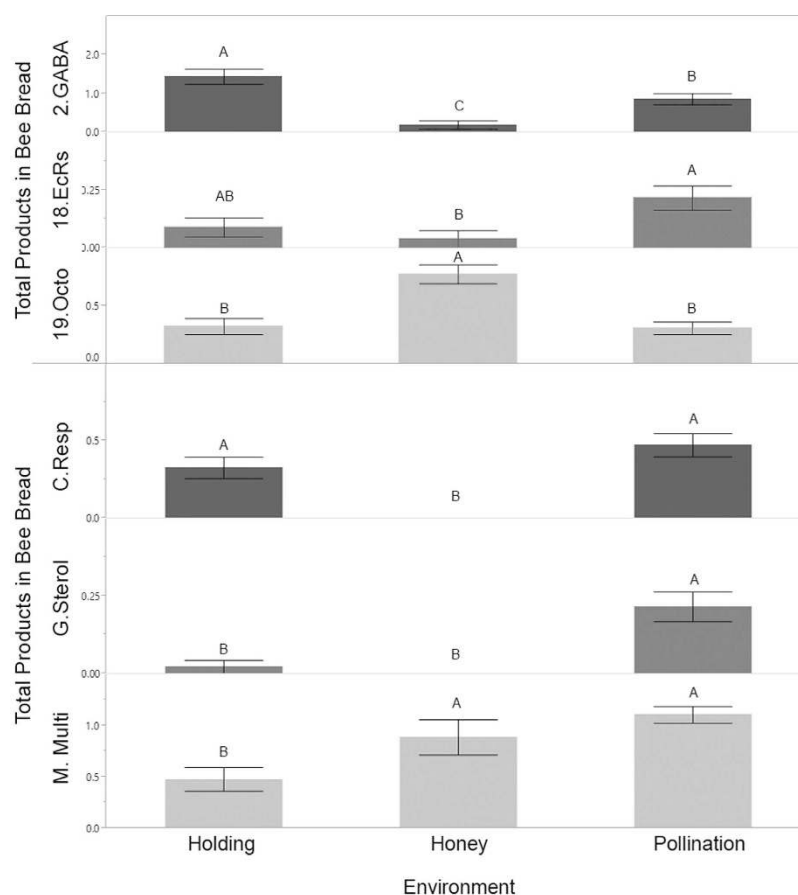 Total Products in Bee Bread
2.GABA
2.0
1.0
0.0
A
C
B
18.EcRs
0.25
0.00
AB
B
A
19.Octo
0.5
0.0
B
A
B
Total Products in Bee Bread
C.Resp
0.5
0.0
A
B
A
G.Sterol
0.25
0.00
B
B
A
M. Multi
1.0
0.5
0.0
B
A
A
Holding Honey Pollination
Environment